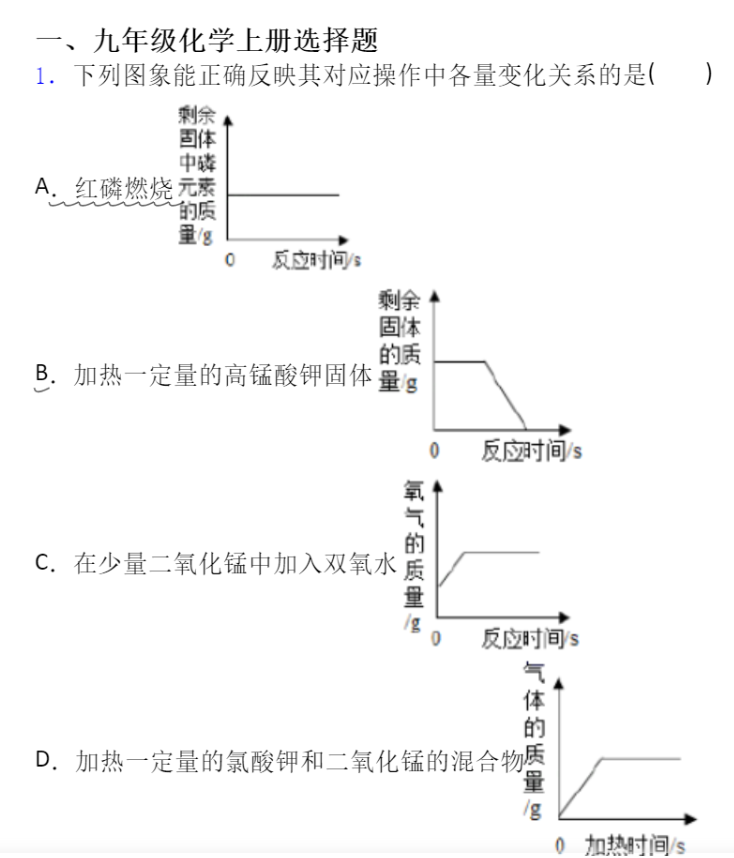 一、九年级化学上册选择题
1．下列图象能正确反映其对应操作中各量变化关系的是(　　)
A．红磷燃烧
剩余
固体
中磷
元素
的质
量/g
0 反应时间/s
B．加热一定量的高锰酸钾固体
剩余
固体
的质
量/g
0 反应时间/s
C．在少量二氧化锰中加入双氧水
氧
气
的
质
量
/g
0 反应时间/s
D．加热一定量的氯酸钾和二氧化锰的混合物
气
体
的
质
量
/g
0 加热时间/s